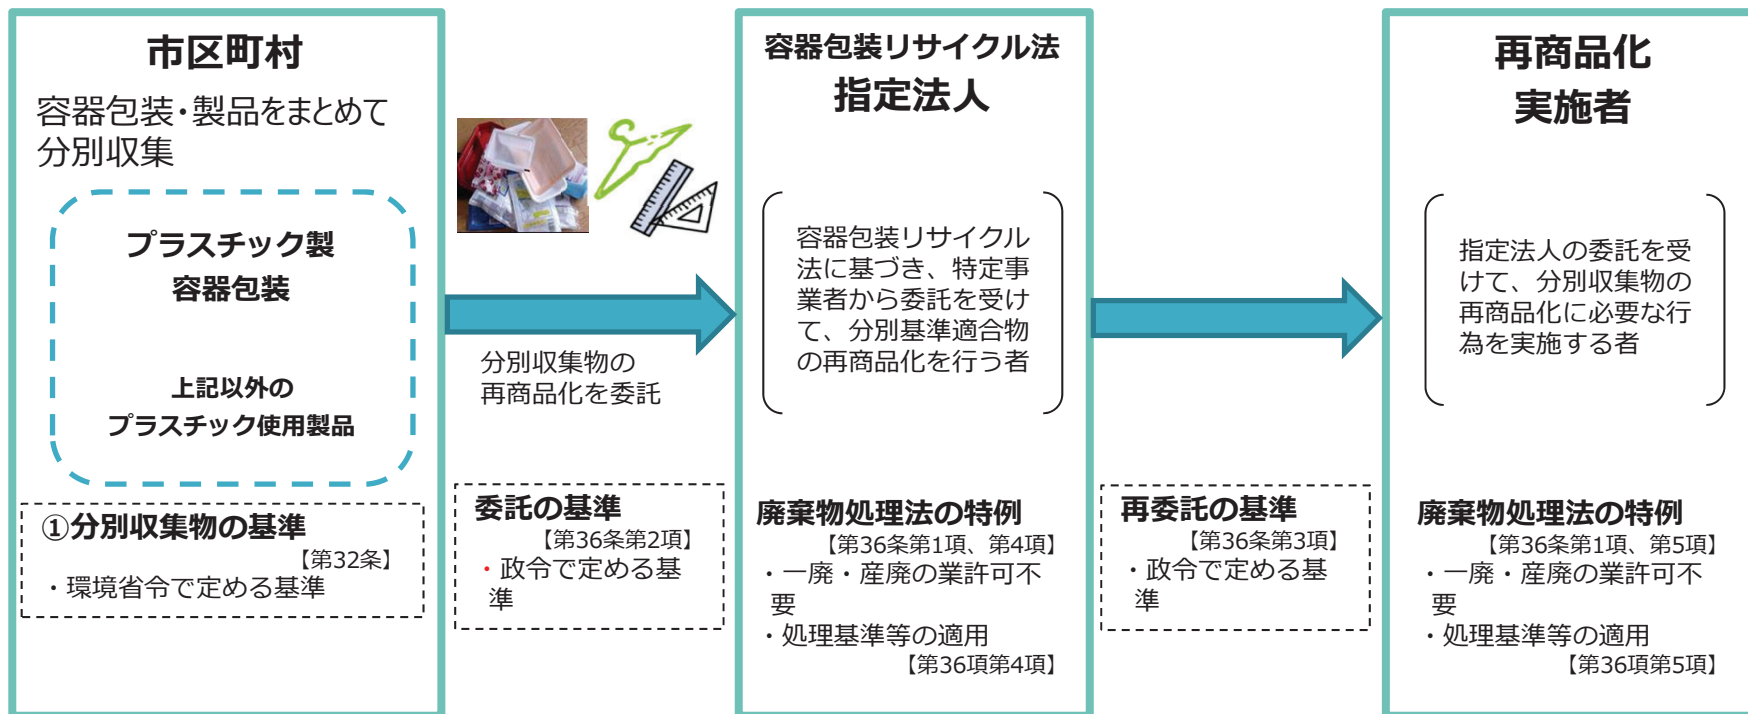 市区町村
容器包装・製品をまとめて
分別収集
プラスチック製
容器包装
上記以外の
プラスチック使用製品
①分別収集物の基準
【第32条】
・環境省令で定める基準
分別収集物の
再商品化を委託
委託の基準
【第36条第2項】
・政令で定める基
準
容器包装リサイクル法
指定法人
容器包装リサイクル
法に基づき、特定事
業者から委託を受け
て、分別基準適合物
の再商品化を行う者
廃棄物処理法の特例
【第36条第1項、第4項】
・一廃・産廃の業許可不
要
・処理基準等の適用
【第36項第4項】
再委託の基準
【第36条第3項】
・政令で定める基
準
再商品化
実施者
指定法人の委託を受
けて、分別収集物の
再商品化に必要な行
為を実施する者
廃棄物処理法の特例
【第36条第1項、第5項】
・一廃・産廃の業許可不
要
・処理基準等の適用
【第36項第5項】